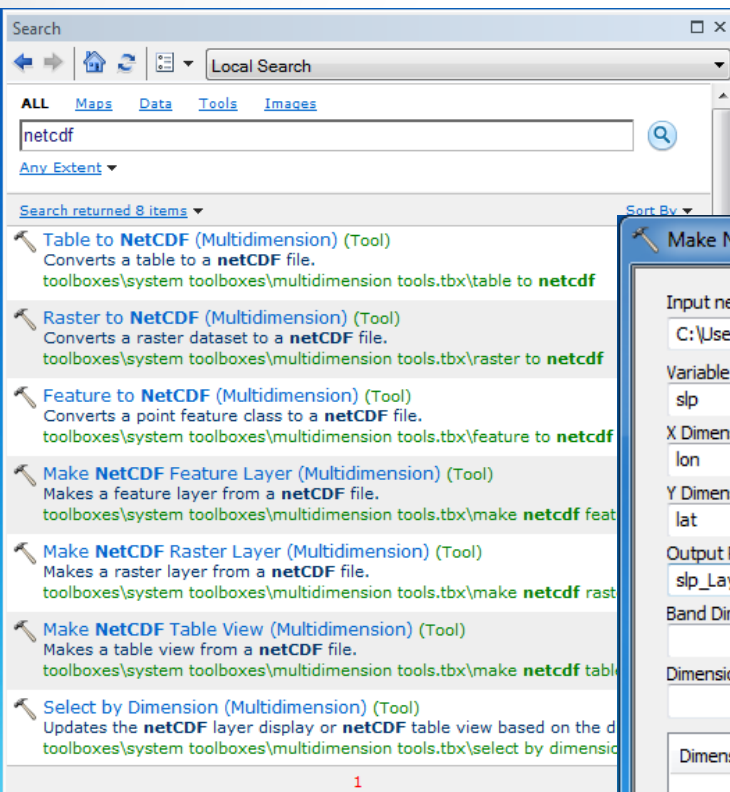 Search
Local Search
ALL Maps Data Tools Images
netcdf
Any Extent
Search returned 8 items Sort By
Table to NetCDF (Multidimension) (Tool)
Converts a table to a netCDF file.
toolboxes\system toolboxes\multidimension tools.tbx\table to netcdf
Raster to NetCDF (Multidimension) (Tool)
Converts a raster dataset to a netCDF file.
toolboxes\system toolboxes\multidimension tools.tbx\raster to netcdf
Feature to NetCDF (Multidimension) (Tool)
Converts a point feature class to a netCDF file.
toolboxes\system toolboxes\multidimension tools.tbx\feature to netcdf
Make NetCDF Feature Layer (Multidimension) (Tool)
Makes a feature layer from a netCDF file.
toolboxes\system toolboxes\multidimension tools.tbx\make netcdf feat
Make NetCDF Raster Layer (Multidimension) (Tool)
Makes a raster layer from a netCDF file.
toolboxes\system toolboxes\multidimension tools.tbx\make netcdf rast
Make NetCDF Table View (Multidimension) (Tool)
Makes a table view from a netCDF file.
toolboxes\system toolboxes\multidimension tools.tbx\make netcdf tabl
Select by Dimension (Multidimension) (Tool)
Updates the netCDF layer display or netCDF table view based on the d
toolboxes\system toolboxes\multidimension tools.tbx\select by dimensio
1
Make N
Input ne
C:\Use
Variable
slp
X Dimen
lon
Y Dimen
lat
Output
slp_Lay
Band Di
Dimensio
Dimens